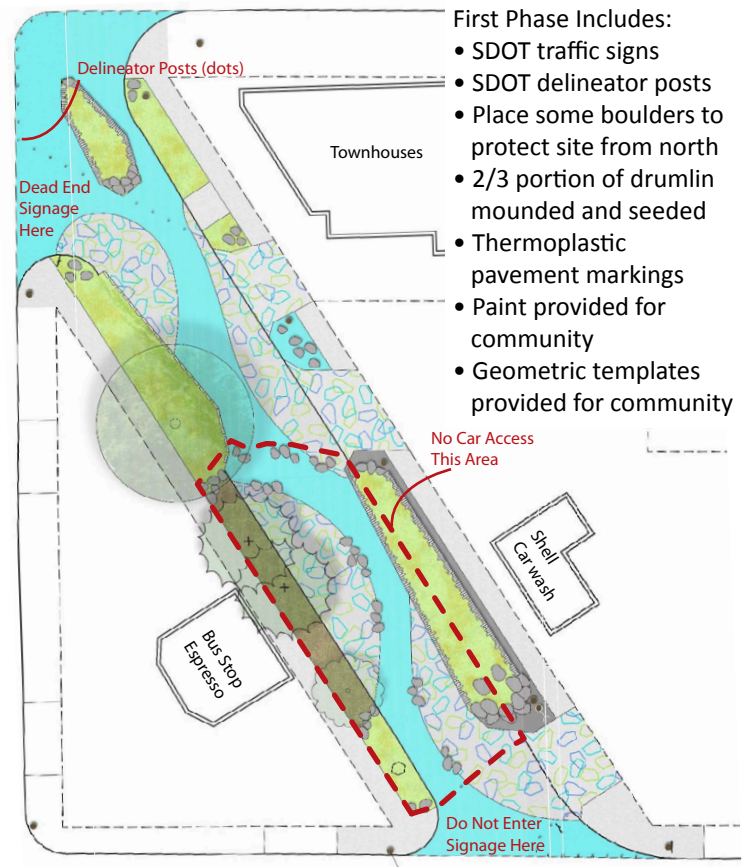 First Phase Includes:
• SDOT traffic signs
• SDOT delineator posts
• Place some boulders to
protect site from north
• 2/3 portion of drumlin
mounded and seeded
• Thermoplastic
pavement markings
• Paint provided for
community
• Geometric templates
provided for community
Delineator Posts (dots)
Townhouses
Dead End
Signage
Here
No Car Access
This Area
Shell
Car wash
Bus Stop
Espresso
Do Not Enter
Signage Here